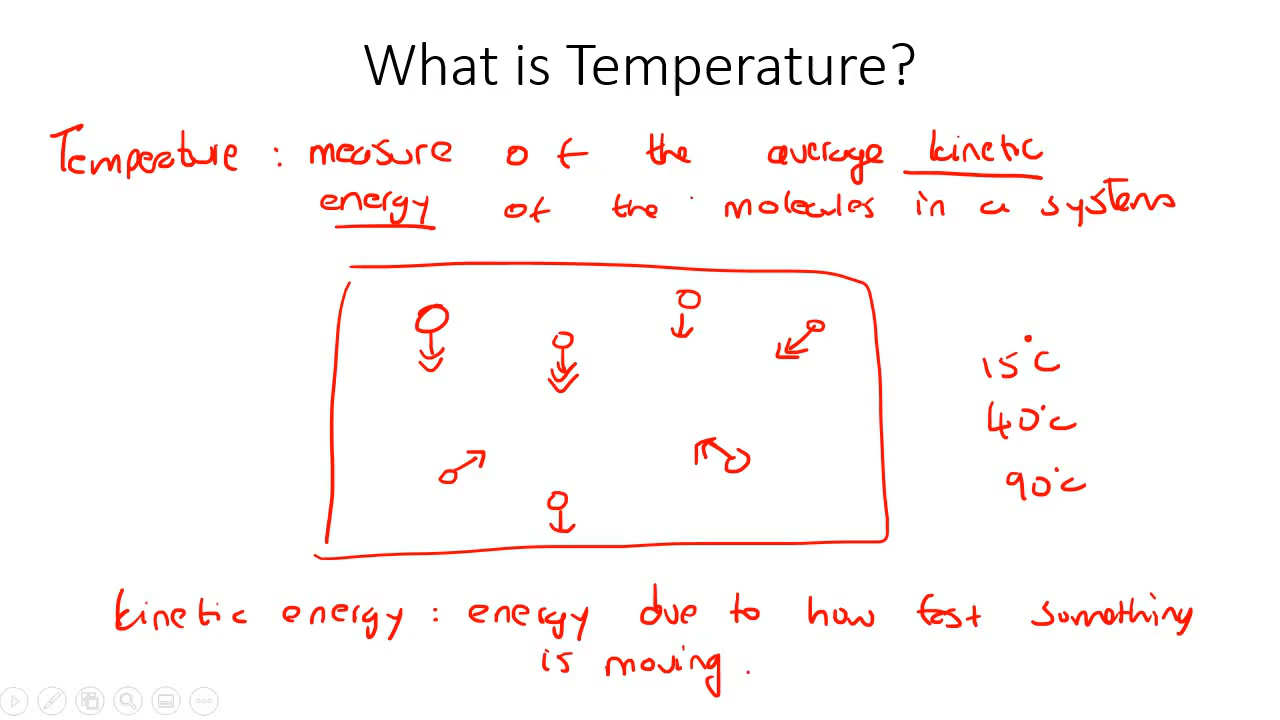 What is Temperature?
Temperature : measure of the average kinetic
energy of the molecules in a system
15°C
40°C
90°C
kinetic energy : energy due to how fast something
is moving.